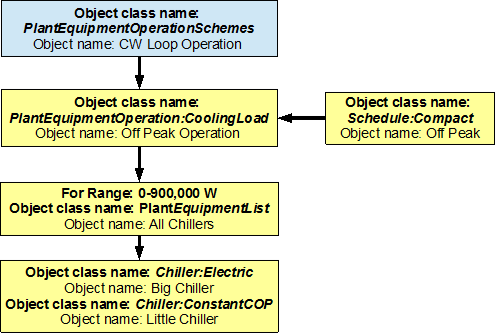 Object class name:
PlantEquipmentOperationSchemes
Object name: CW Loop Operation
Object class name:
PlantEquipmentOperation:CoolingLoad
Object name: Off Peak Operation
Object class name:
Schedule:Compact
Object name: Off Peak
For Range: 0-900,000 W
Object class name: PlantEquipmentList
Object name: All Chillers
Object class name: Chiller:Electric
Object name: Big Chiller
Object class name: Chiller:ConstantCOP
Object name: Little Chiller